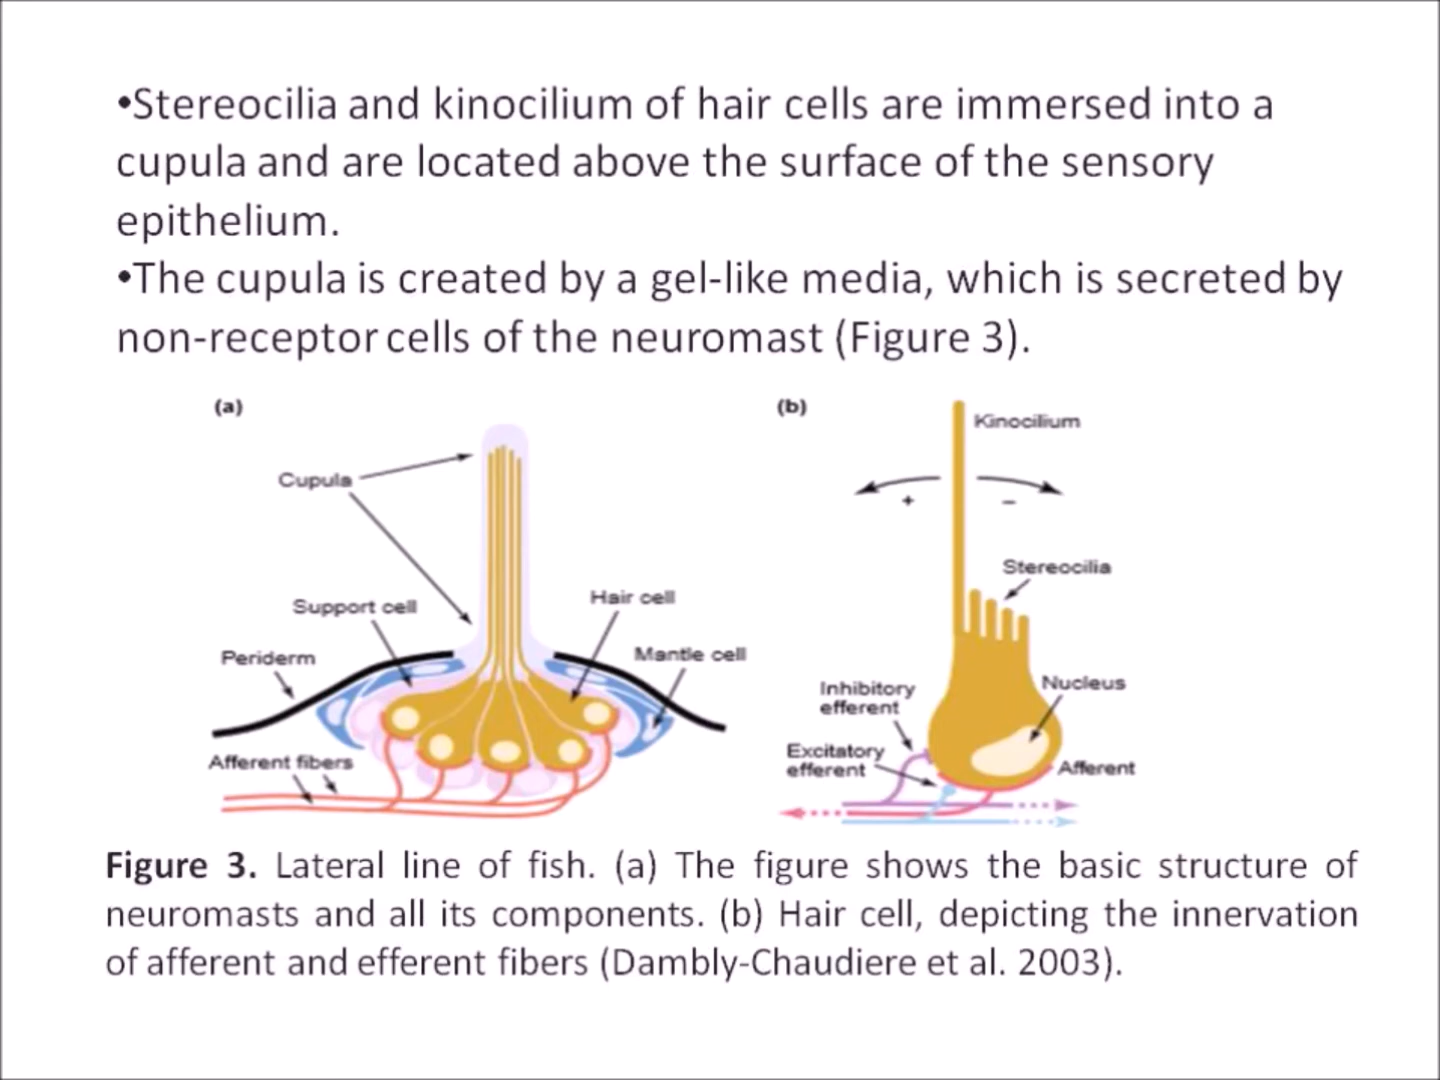 •Stereocilia and kinocilium of hair cells are immersed into a
cupula and are located above the surface of the sensory
epithelium.
•The cupula is created by a gel-like media, which is secreted by
non-receptor cells of the neuromast (Figure 3).
(a)
Cupula
Support cell
Hair cell
Periderm
Mantle cell
Afferent fibers
(b)
Kinocilium
+
–
Stereocilia
Inhibitory
efferent
Nucleus
Excitatory
efferent
Afferent
Figure 3. Lateral line of fish. (a) The figure shows the basic structure of
neuromasts and all its components. (b) Hair cell, depicting the innervation
of afferent and efferent fibers (Dambly-Chaudiere et al. 2003).